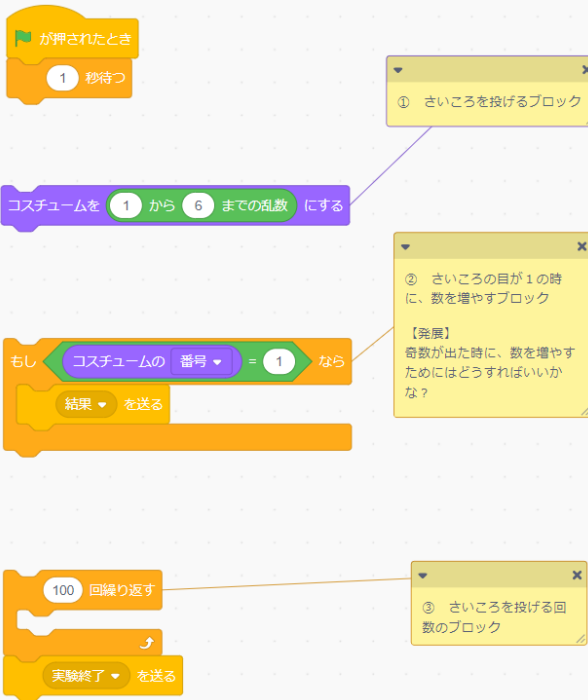 が押されたとき
1 秒待つ
① さいころを投げるブロック
コスチュームを 1 から 6 までの乱数 にする
② さいころの目が１の時
に、数を増やすブロック
【発展】
奇数が出た時に、数を増やす
ためにはどうすればいいか
な？
もし コスチュームの 番号 = 1 なら
結果 を送る
100 回繰り返す
③ さいころを投げる回
数のブロック
実験終了 を送る